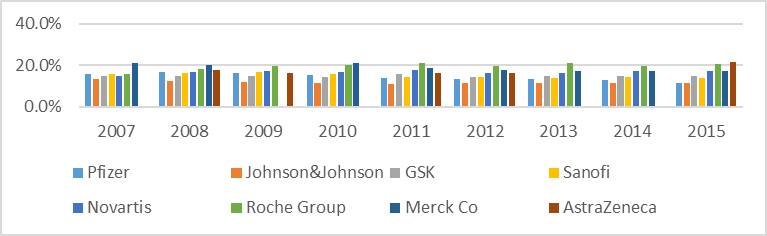 40.0%
20.0%
0.0%
2007 2008 2009 2010 2011 2012 2013 2014 2015
Pfizer Johnson&Johnson GSK Sanofi
Novartis Roche Group Merck Co AstraZeneca